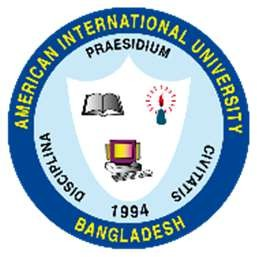 AMERICAN INTERNATIONAL UNIVERSITY
PRAESIDIUM
DISCIPLINA
CIVITATIS
1994
BANGLADESH